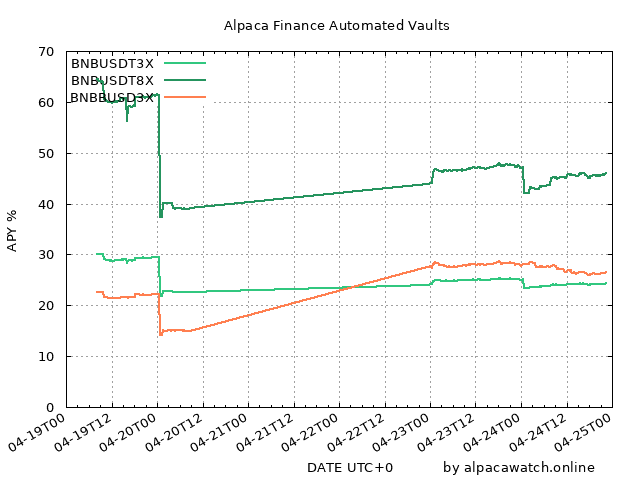 Alpaca Finance Automated Vaults
70
60
50
40
30
20
10
0
APY %
BNBUSDT3X
BNBUSDT8X
BNBBUSD3X
04-19T00
04-19T12
04-20T00
04-20T12
04-21T00
04-21T12
04-22T00
04-22T12
04-23T00
04-23T12
04-24T00
04-24T12
04-25T00
DATE UTC+0 by alpacawatch.online